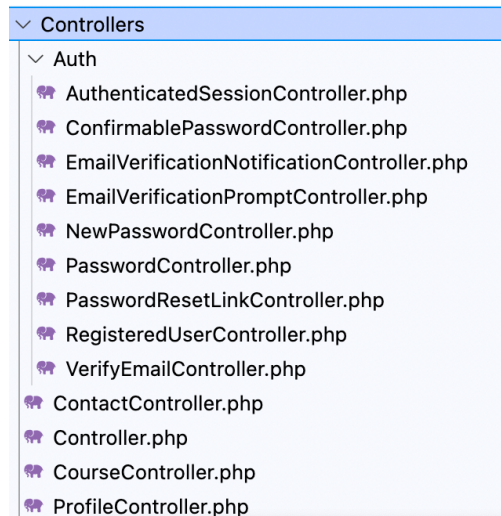 Controllers
Auth
AuthenticatedSessionController.php
ConfirmablePasswordController.php
EmailVerificationNotificationController.php
EmailVerificationPromptController.php
NewPasswordController.php
PasswordController.php
PasswordResetLinkController.php
RegisteredUserController.php
VerifyEmailController.php
ContactController.php
Controller.php
CourseController.php
ProfileController.php